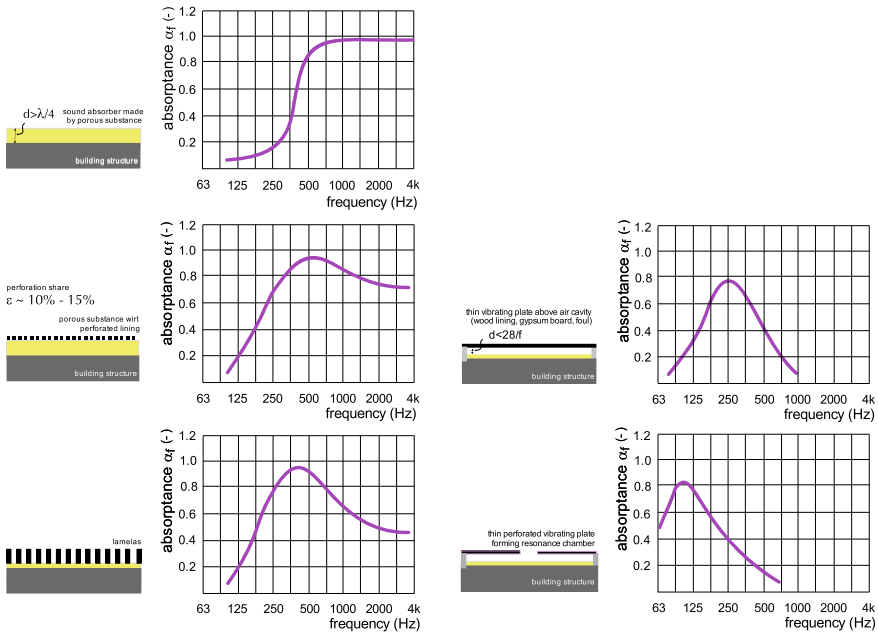 absorptance αf (-)
1.2
1.0
0.8
0.6
0.4
0.2
63 125 250 500 1000 2000 4k
frequency (Hz)
d>λ/4
sound absorber made
by porous substance
building structure
absorptance αf (-)
1.2
1.0
0.8
0.6
0.4
0.2
63 125 250 500 1000 2000 4k
frequency (Hz)
perforation share
ε ~ 10% - 15%
porous substance wirt
perforated lining
building structure
absorptance αf (-)
1.2
1.0
0.8
0.6
0.4
0.2
63 125 250 500 1000 2000 4k
frequency (Hz)
thin vibrating plate above air cavity
(wood lining, gypsum board, foul)
d<28/f
building structure
absorptance αf (-)
1.2
1.0
0.8
0.6
0.4
0.2
63 125 250 500 1000 2000 4k
frequency (Hz)
lamelas
absorptance αf (-)
1.2
1.0
0.8
0.6
0.4
0.2
63 125 250 500 1000 2000 4k
frequency (Hz)
thin perforated vibrating plate
forming resonance chamber
building structure